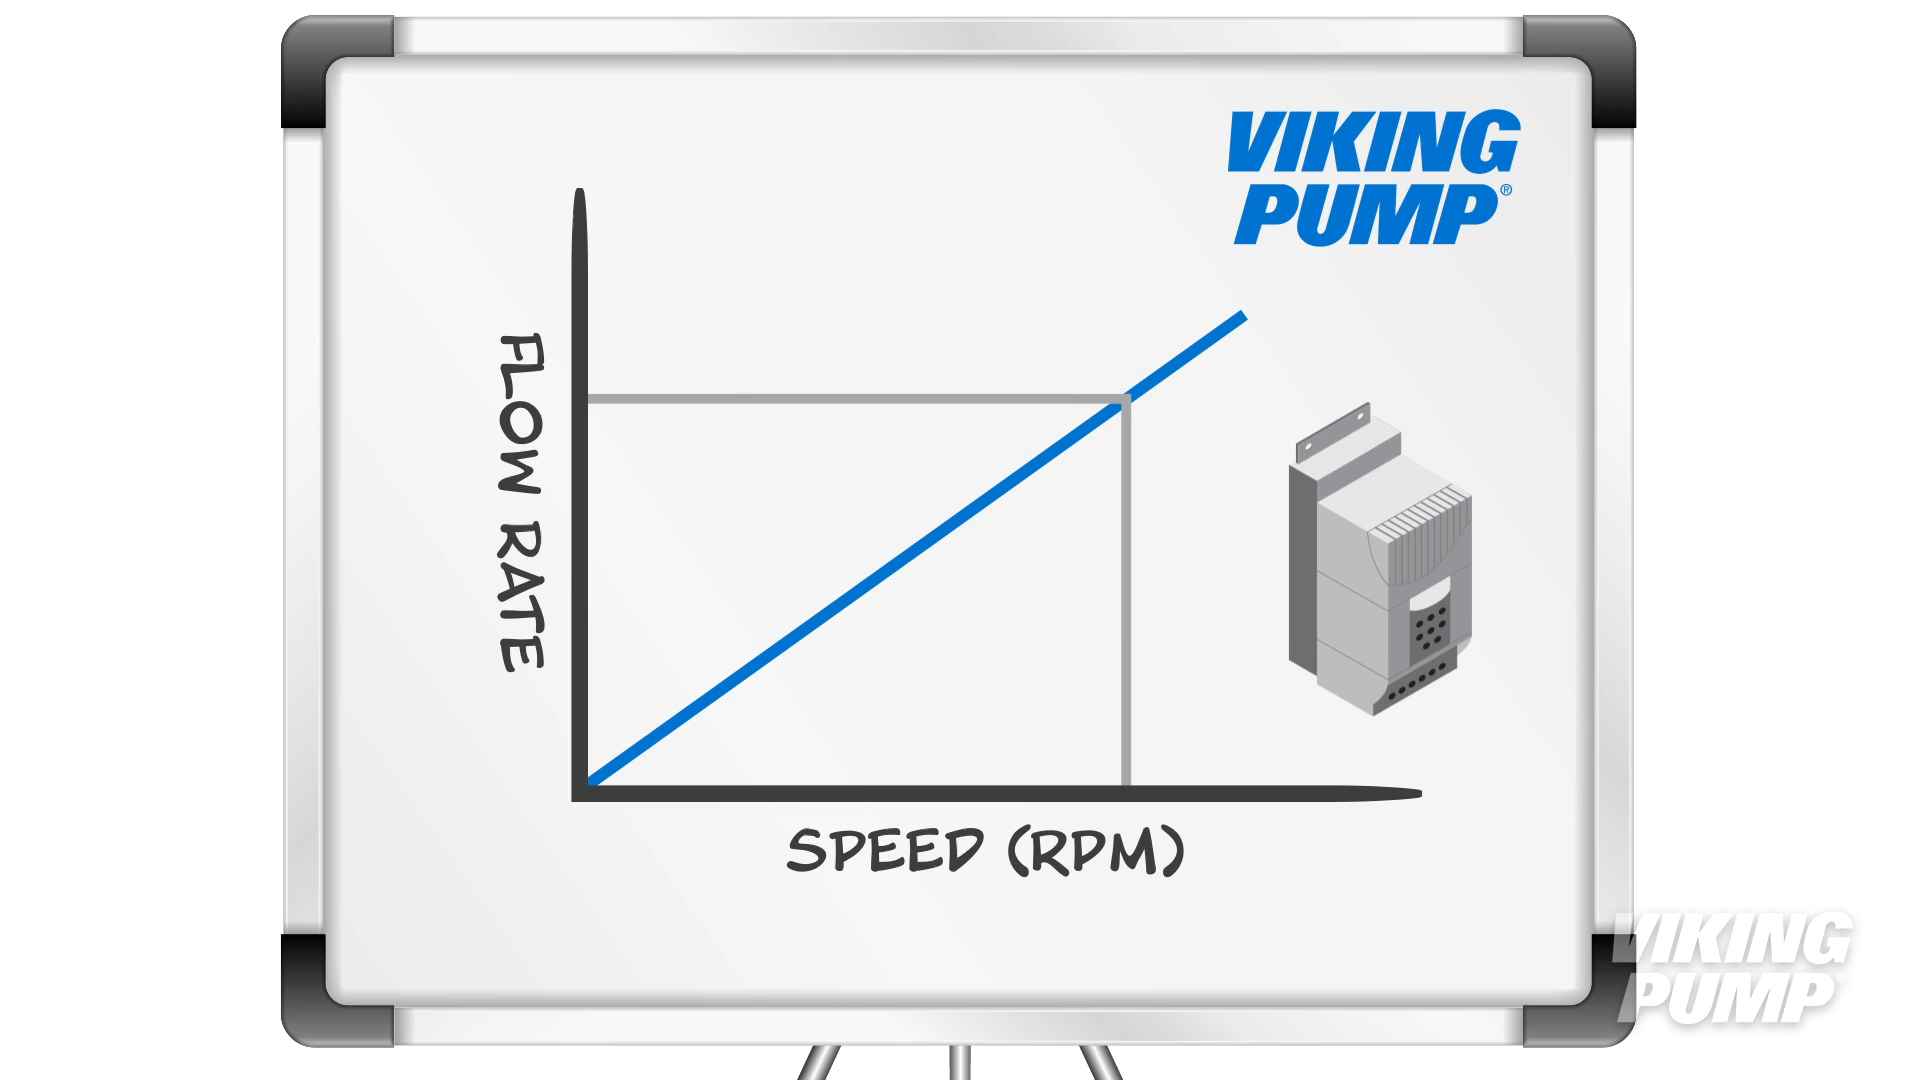 VIKING
PUMP®
FLOW RATE
SPEED (RPM)
VIKING
PUMP